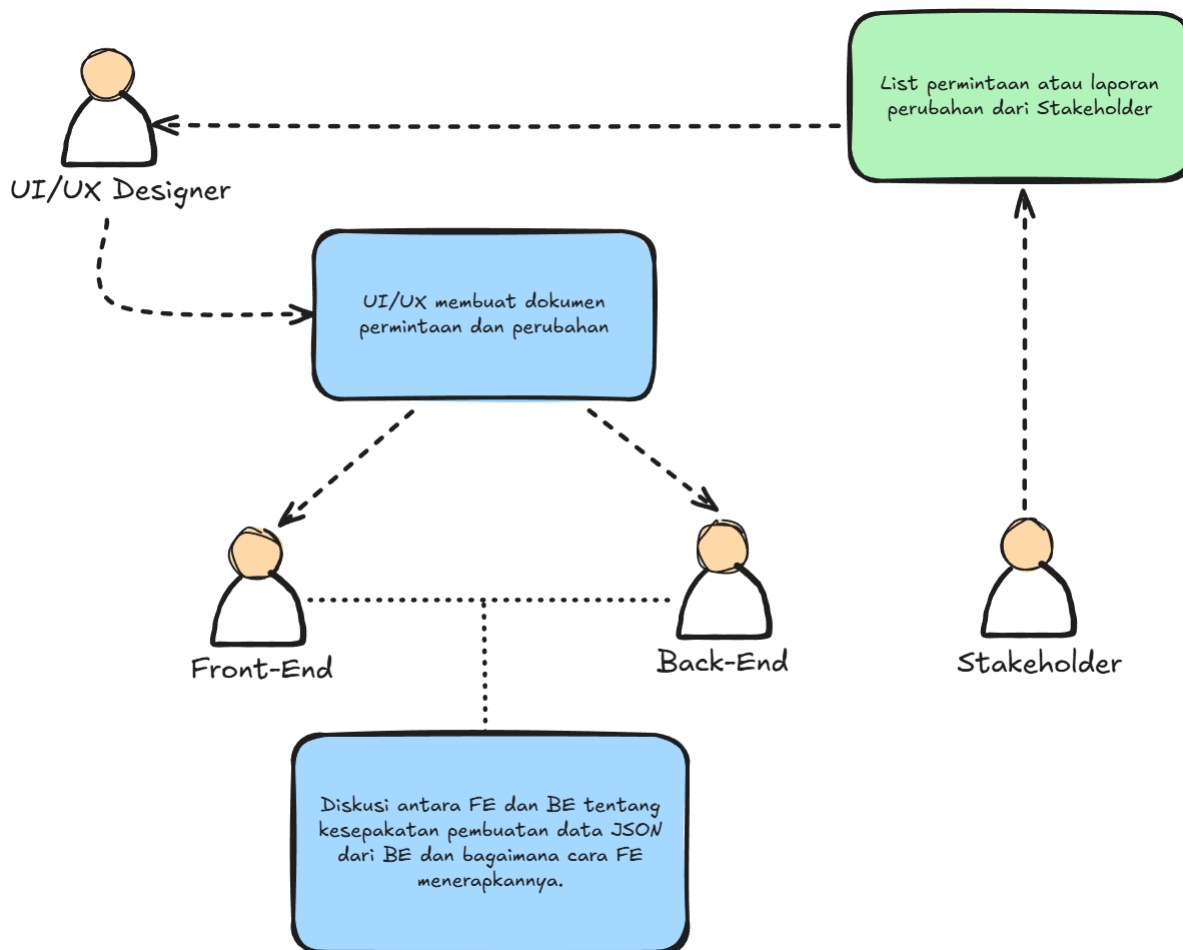 List permintaan atau laporan
perubahan dari Stakeholder
UI/UX Designer
UI/UX membuat dokumen
permintaan dan perubahan
Front-End
Back-End
Stakeholder
Diskusi antara FE dan BE tentang
kesepakatan pembuatan data JSON
dari BE dan bagaimana cara FE
menerapkannya.